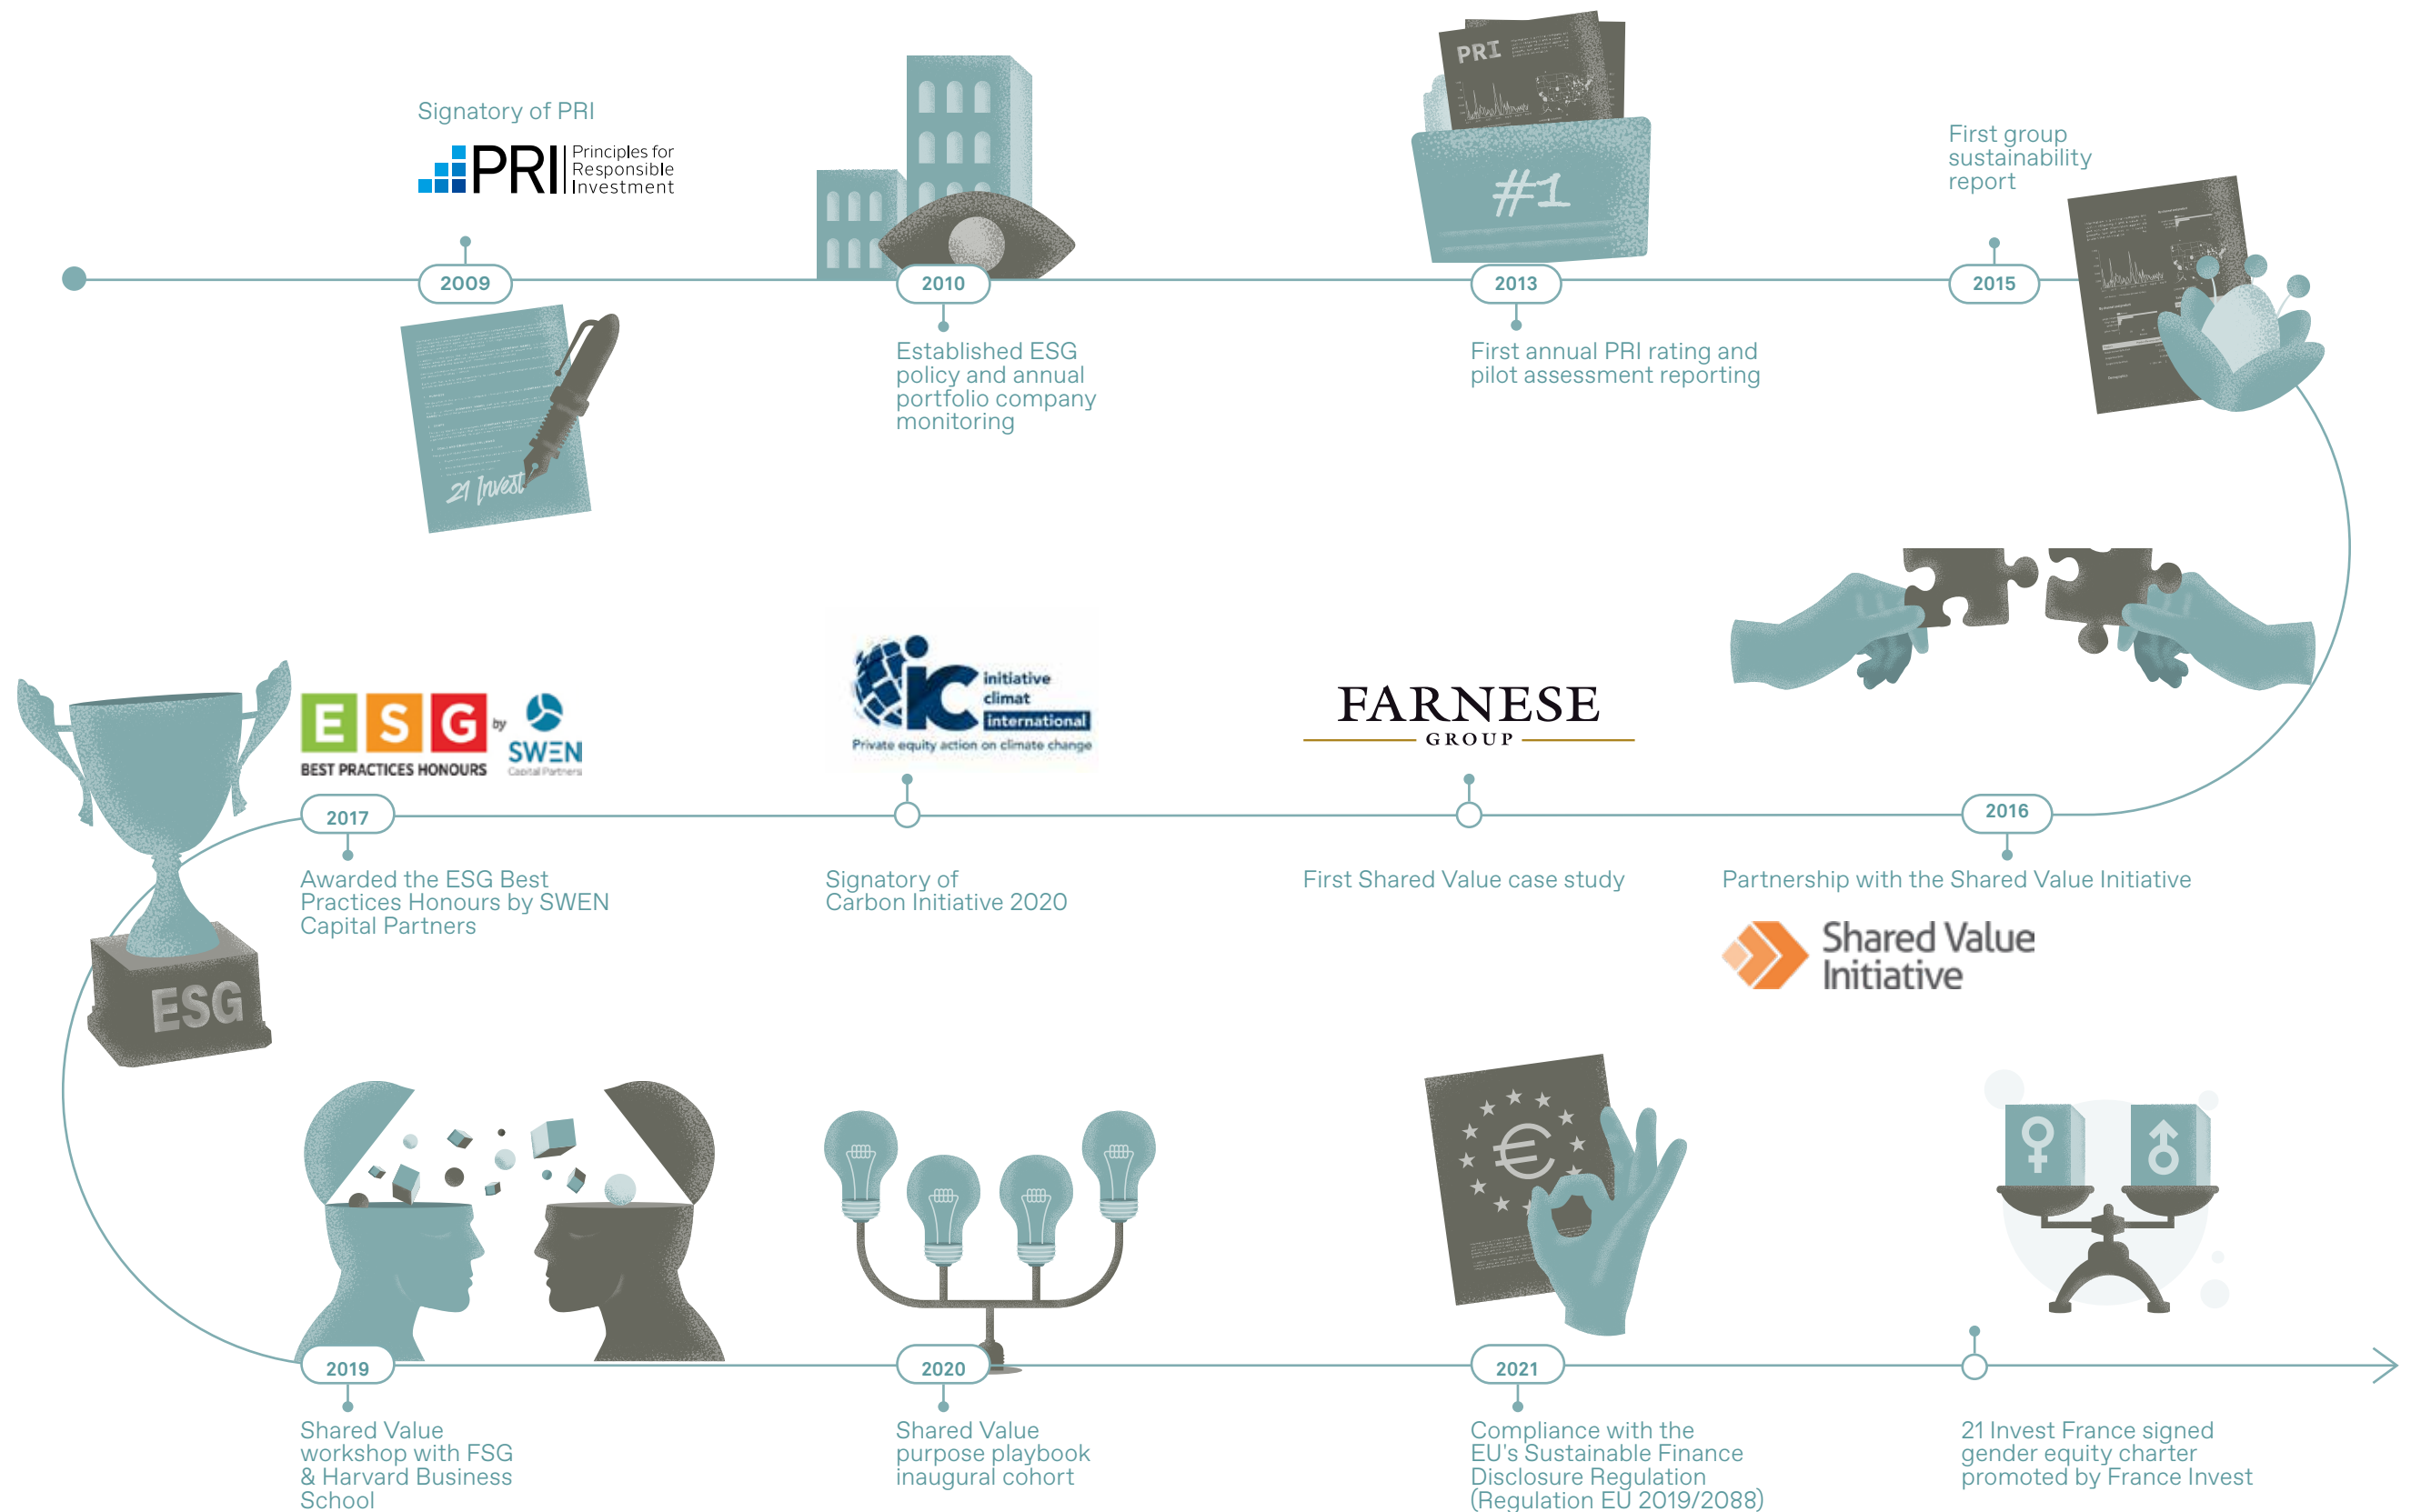 Signatory of PRI
PRI
Principles for
Responsible
Investment
2009
21 Invest
2010
Established ESG
policy and annual
portfolio company
monitoring
PRI
#1
2013
First annual PRI rating and
pilot assessment reporting
First group
sustainability
report
2015
2016
Partnership with the Shared Value Initiative
Shared Value
Initiative
FARNESE
GROUP
First Shared Value case study
iC
initiative
climat
international
Private equity action on climate change
Signatory of
Carbon Initiative 2020
ESG by
BEST PRACTICES HONOURS
SWEN
Capital Partners
2017
Awarded the ESG Best
Practices Honours by SWEN
Capital Partners
ESG
2019
Shared Value
workshop with FSG
& Harvard Business
School
2020
Shared Value
purpose playbook
inaugural cohort
€
2021
Compliance with the
EU's Sustainable Finance
Disclosure Regulation
(Regulation EU 2019/2088)
21 Invest France signed
gender equity charter
promoted by France Invest